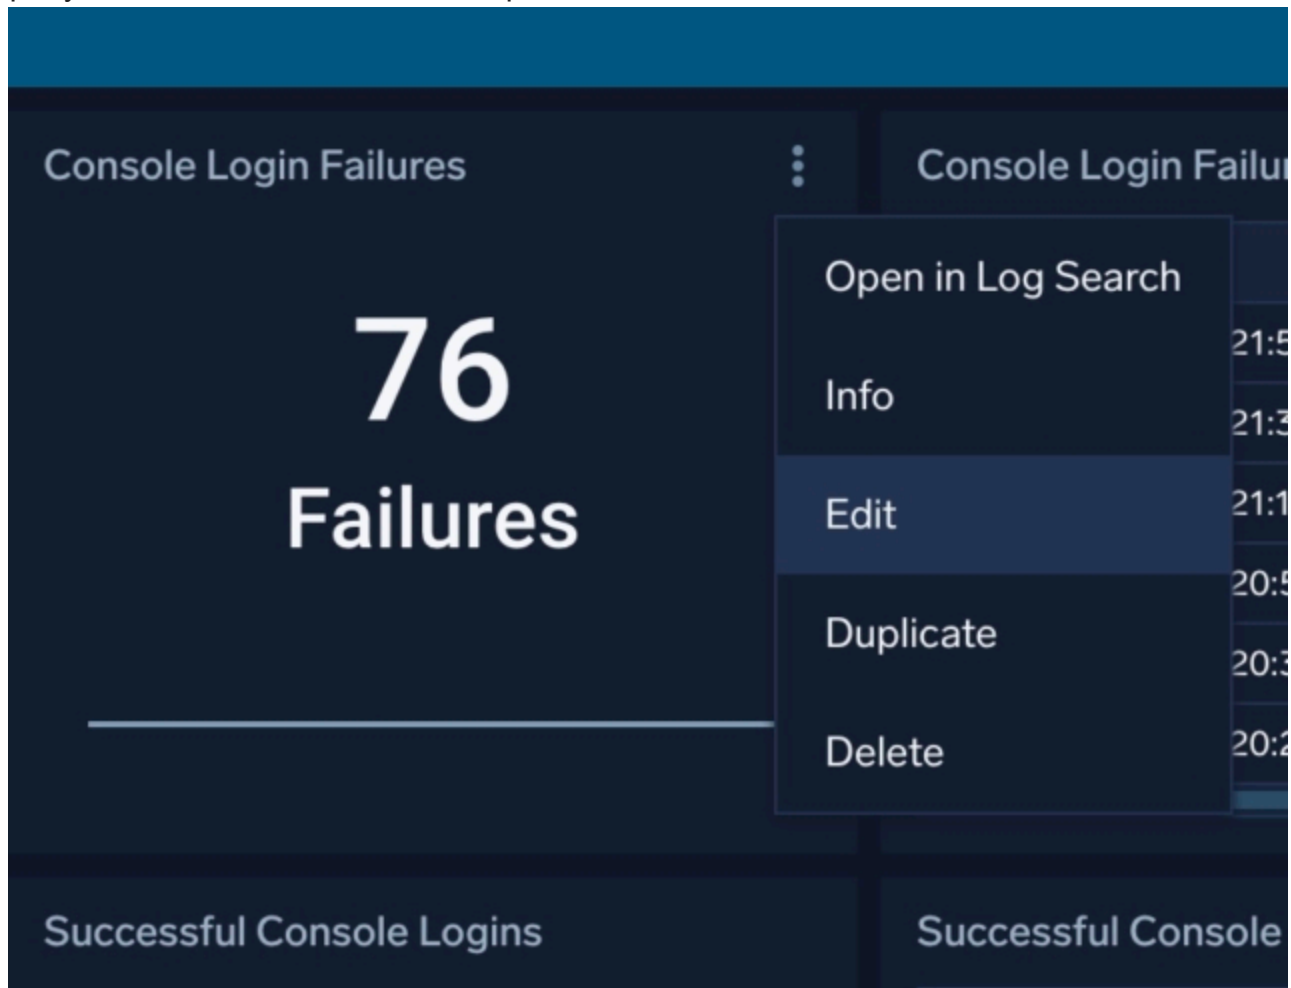 Console Login Failures
Console Login
76
Failures
Open in Log Search
Info
Edit
Duplicate
Delete
Successful Console Logins
Successful Console